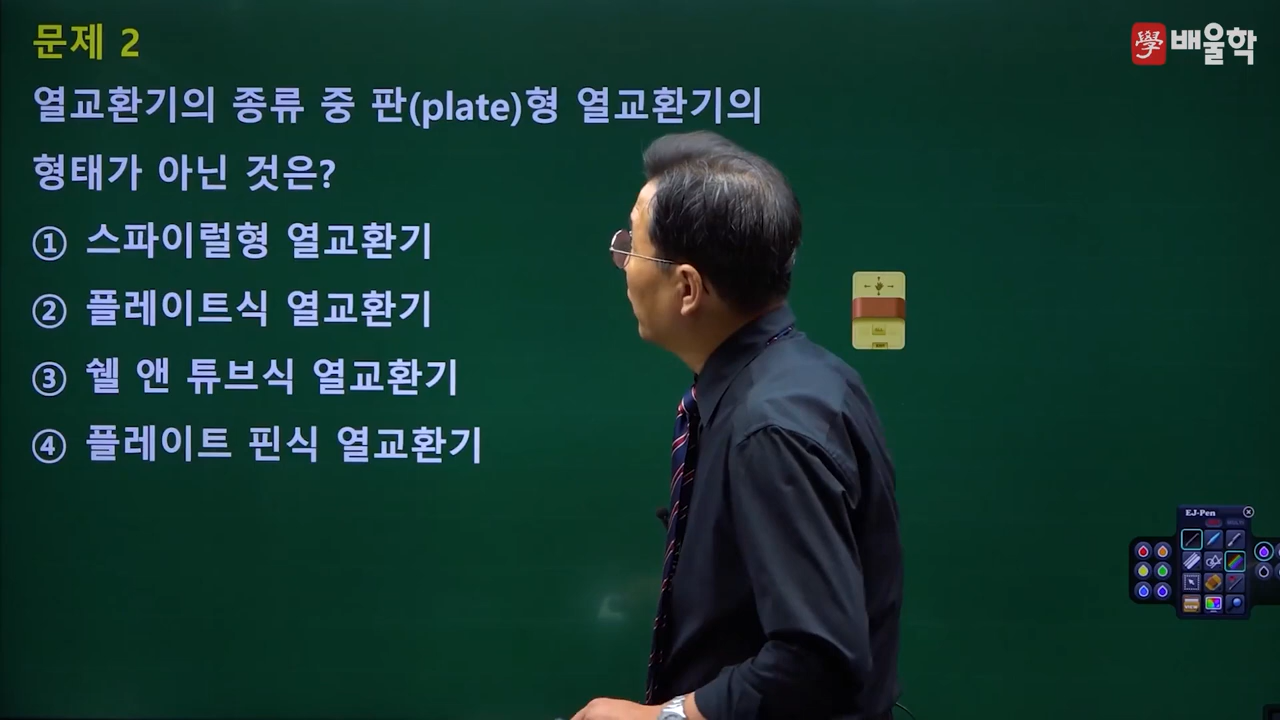 문제 2
學 배울학
열교환기의 종류 중 판(plate)형 열교환기의
형태가 아닌 것은?
① 스파이럴형 열교환기
② 플레이트식 열교환기
③ 쉘 앤 튜브식 열교환기
④ 플레이트 핀식 열교환기
EJ-Pen
VIEW